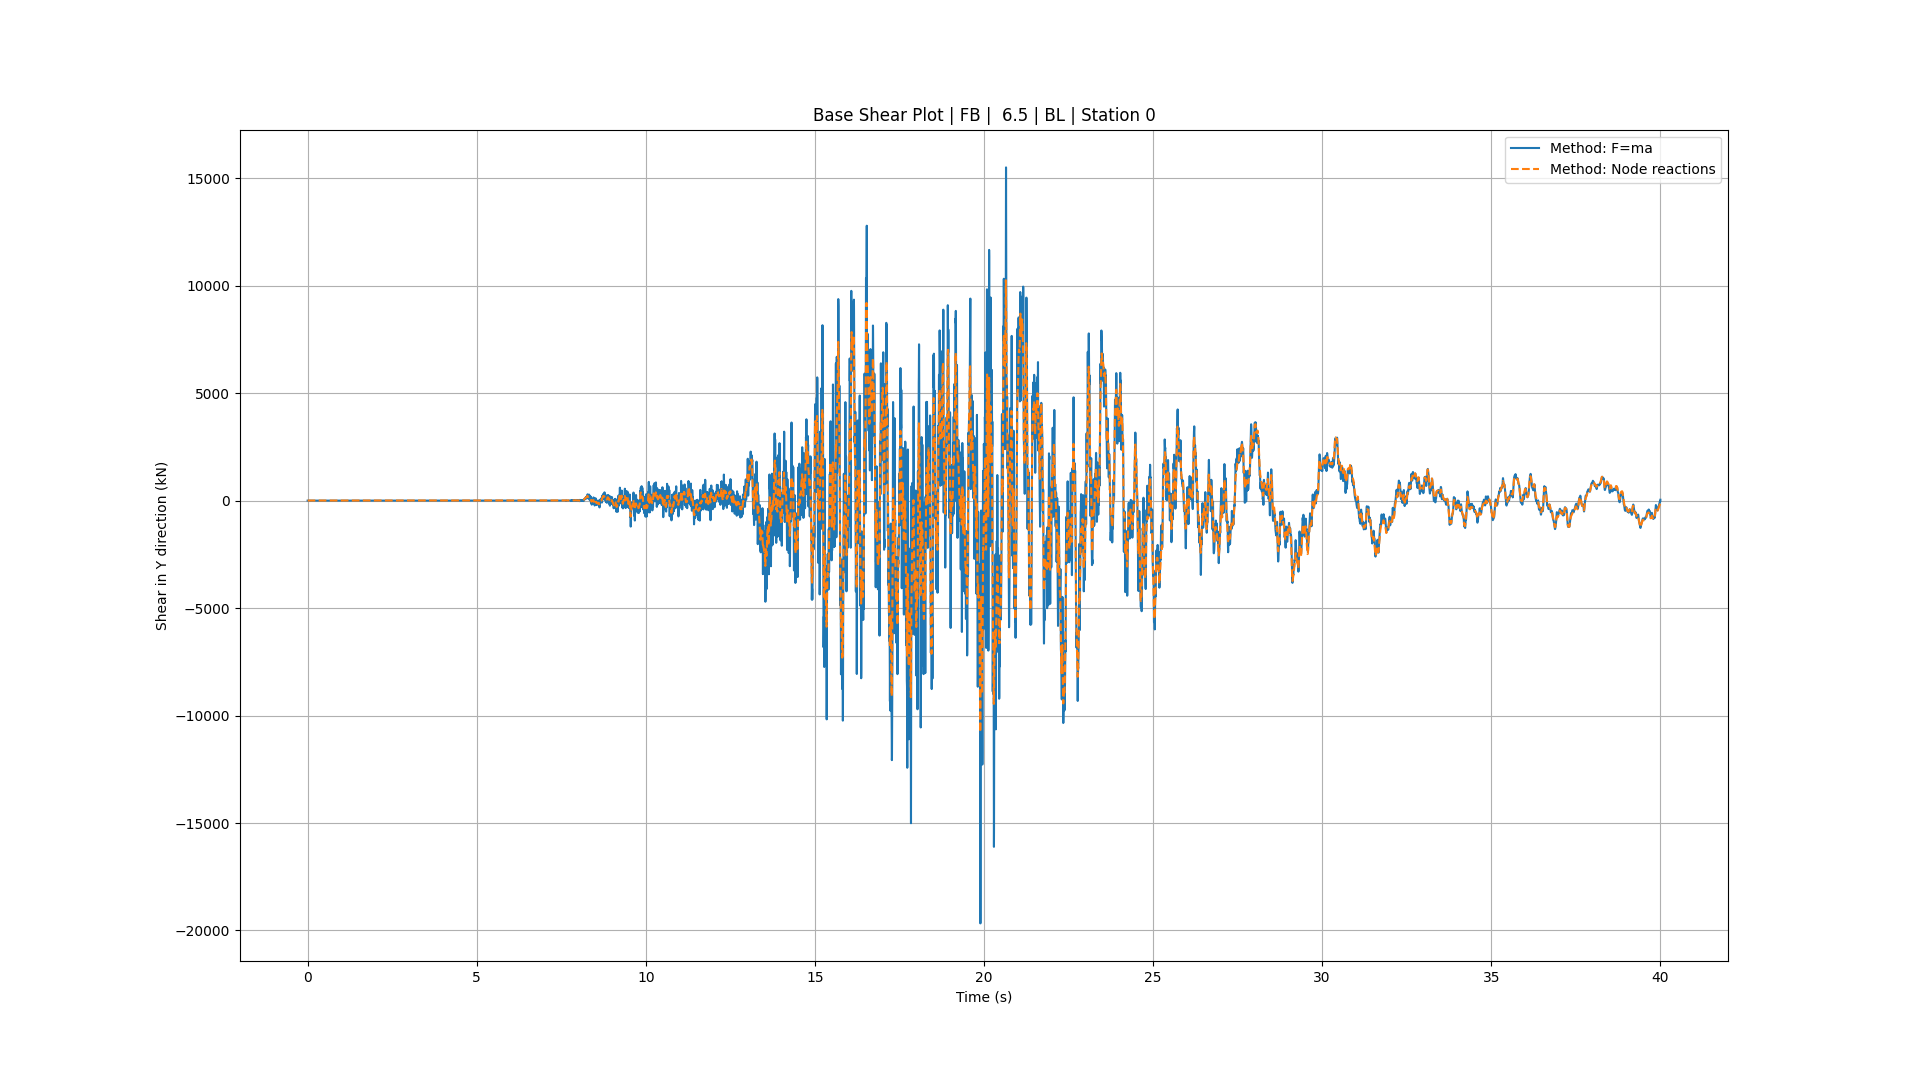 Base Shear Plot | FB |  6.5 | BL | Station 0
Method: F=ma
Method: Node reactions
Shear in Y direction (kN)
15000
10000
5000
0
−5000
−10000
−15000
−20000
0 5 10 15 20 25 30 35 40
Time (s)